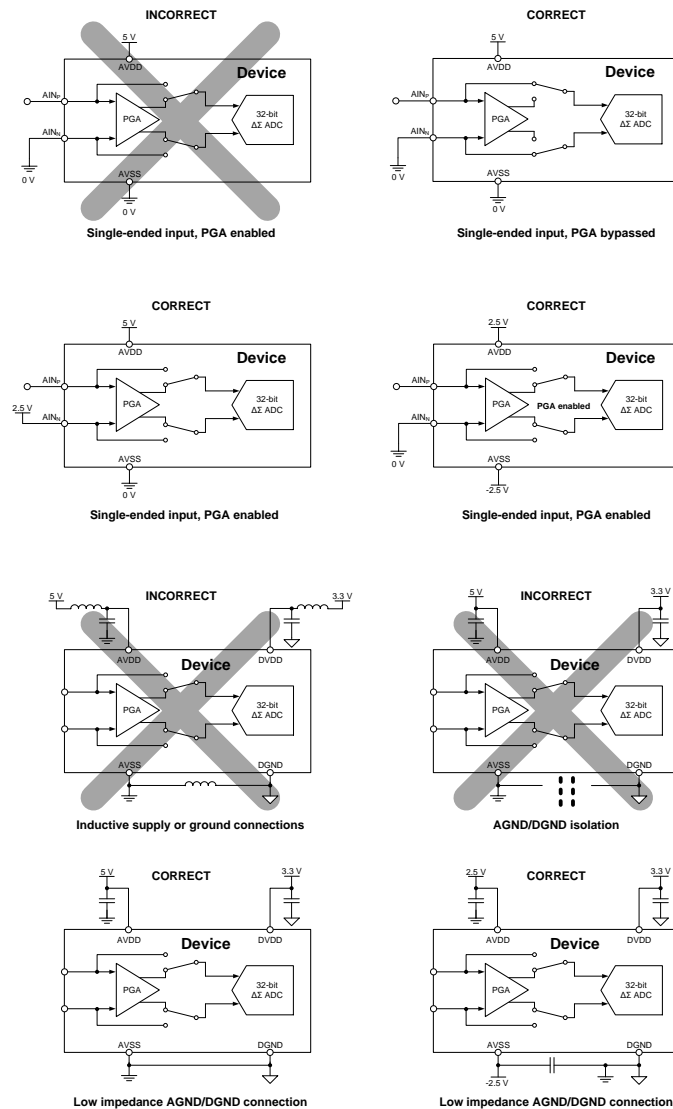 INCORRECT
5 V
AVDD
Device
AINP
PGA
32-bit
ΔΣ ADC
AINN
0 V
AVSS
0 V
Single-ended input, PGA enabled
CORRECT
5 V
AVDD
Device
AINP
PGA
32-bit
ΔΣ ADC
AINN
0 V
AVSS
0 V
Single-ended input, PGA bypassed
CORRECT
5 V
AVDD
Device
AINP
PGA
32-bit
ΔΣ ADC
2.5 V
AINN
AVSS
0 V
Single-ended input, PGA enabled
CORRECT
2.5 V
AVDD
Device
AINP
PGA
PGA enabled
32-bit
ΔΣ ADC
AINN
0 V
AVSS
-2.5 V
Single-ended input, PGA enabled
INCORRECT
5 V
3.3 V
AVDD
Device
DVDD
PGA
32-bit
ΔΣ ADC
AVSS
DGND
Inductive supply or ground connections
INCORRECT
5 V
3.3 V
AVDD
Device
DVDD
PGA
32-bit
ΔΣ ADC
AVSS
DGND
AGND/DGND isolation
CORRECT
5 V
3.3 V
AVDD
Device
DVDD
PGA
32-bit
ΔΣ ADC
AVSS
DGND
Low impedance AGND/DGND connection
CORRECT
2.5 V
3.3 V
AVDD
Device
DVDD
PGA
32-bit
ΔΣ ADC
AVSS
DGND
-2.5 V
Low impedance AGND/DGND connection